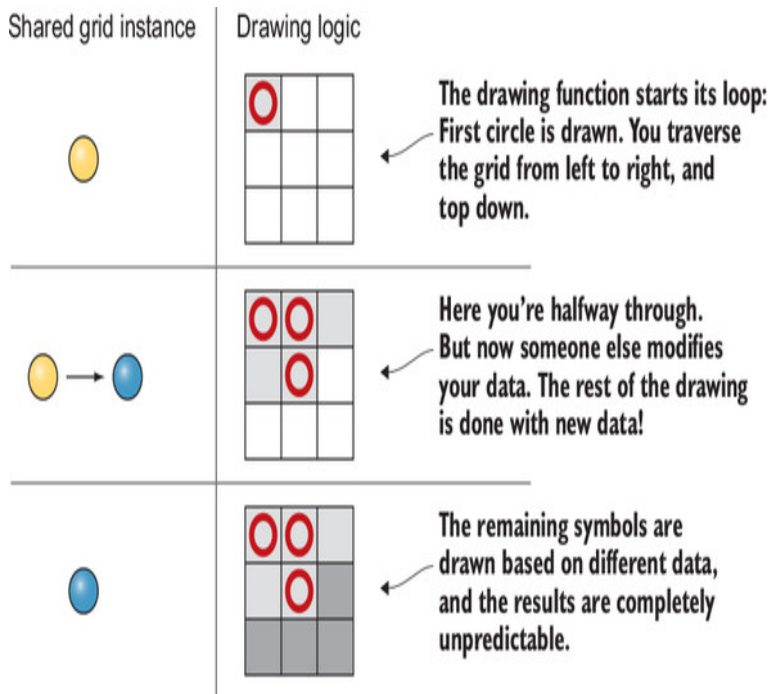 Shared grid instance
Drawing logic
The drawing function starts its loop:
First circle is drawn. You traverse
the grid from left to right, and
top down.
Here you’re halfway through.
But now someone else modifies
your data. The rest of the drawing
is done with new data!
The remaining symbols are
drawn based on different data,
and the results are completely
unpredictable.